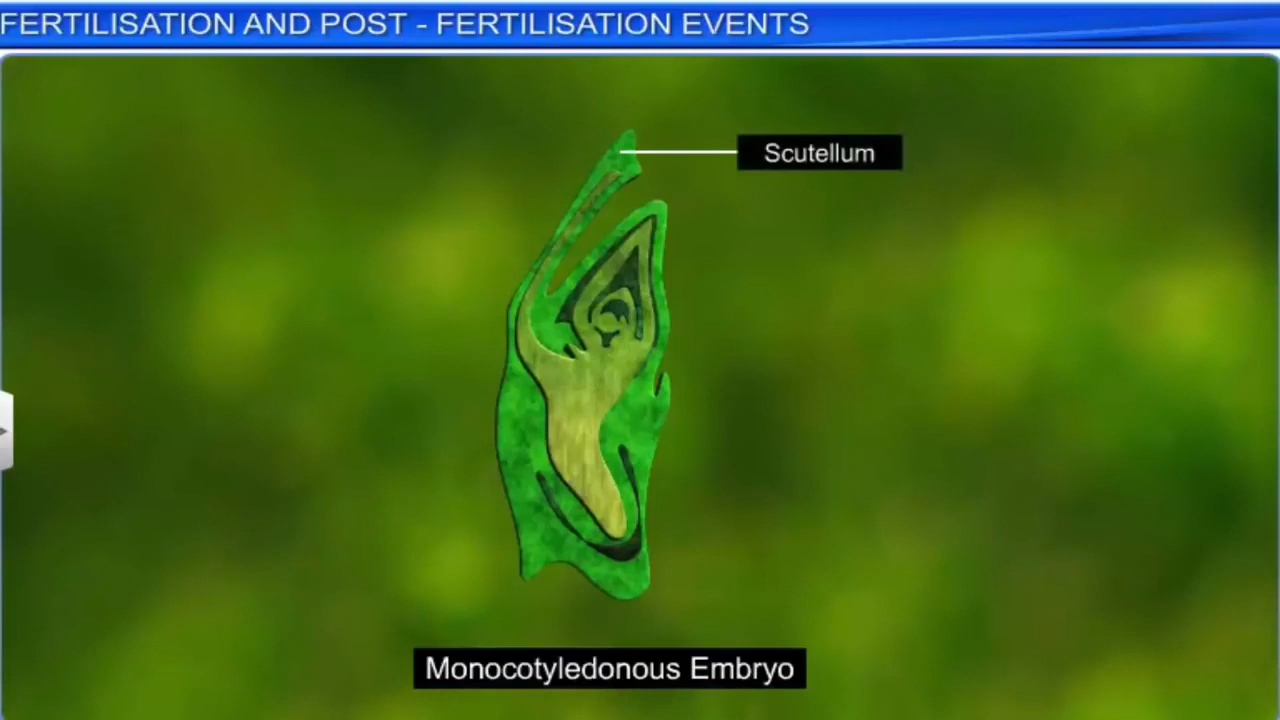 FERTILISATION AND POST - FERTILISATION EVENTS
Scutellum
Monocotyledonous Embryo